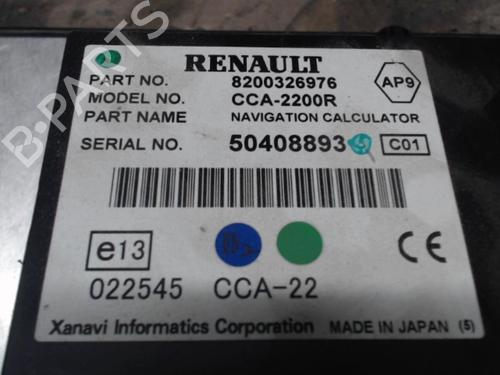 RENAULT
PART NO. 8200326976
AP9
MODEL NO. CCA-2200R
PART NAME NAVIGATION CALCULATOR
SERIAL NO. 50408893 C01
e13
CE
022545 CCA-22
Xanavi Informatics Corporation MADE IN JAPAN (5)